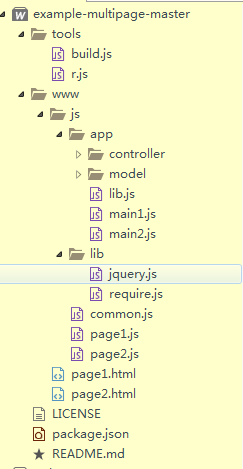 example-multipage-master
tools
build.js
r.js
www
js
app
controller
model
lib.js
main1.js
main2.js
lib
jquery.js
require.js
common.js
page1.js
page2.js
page1.html
page2.html
LICENSE
package.json
README.md